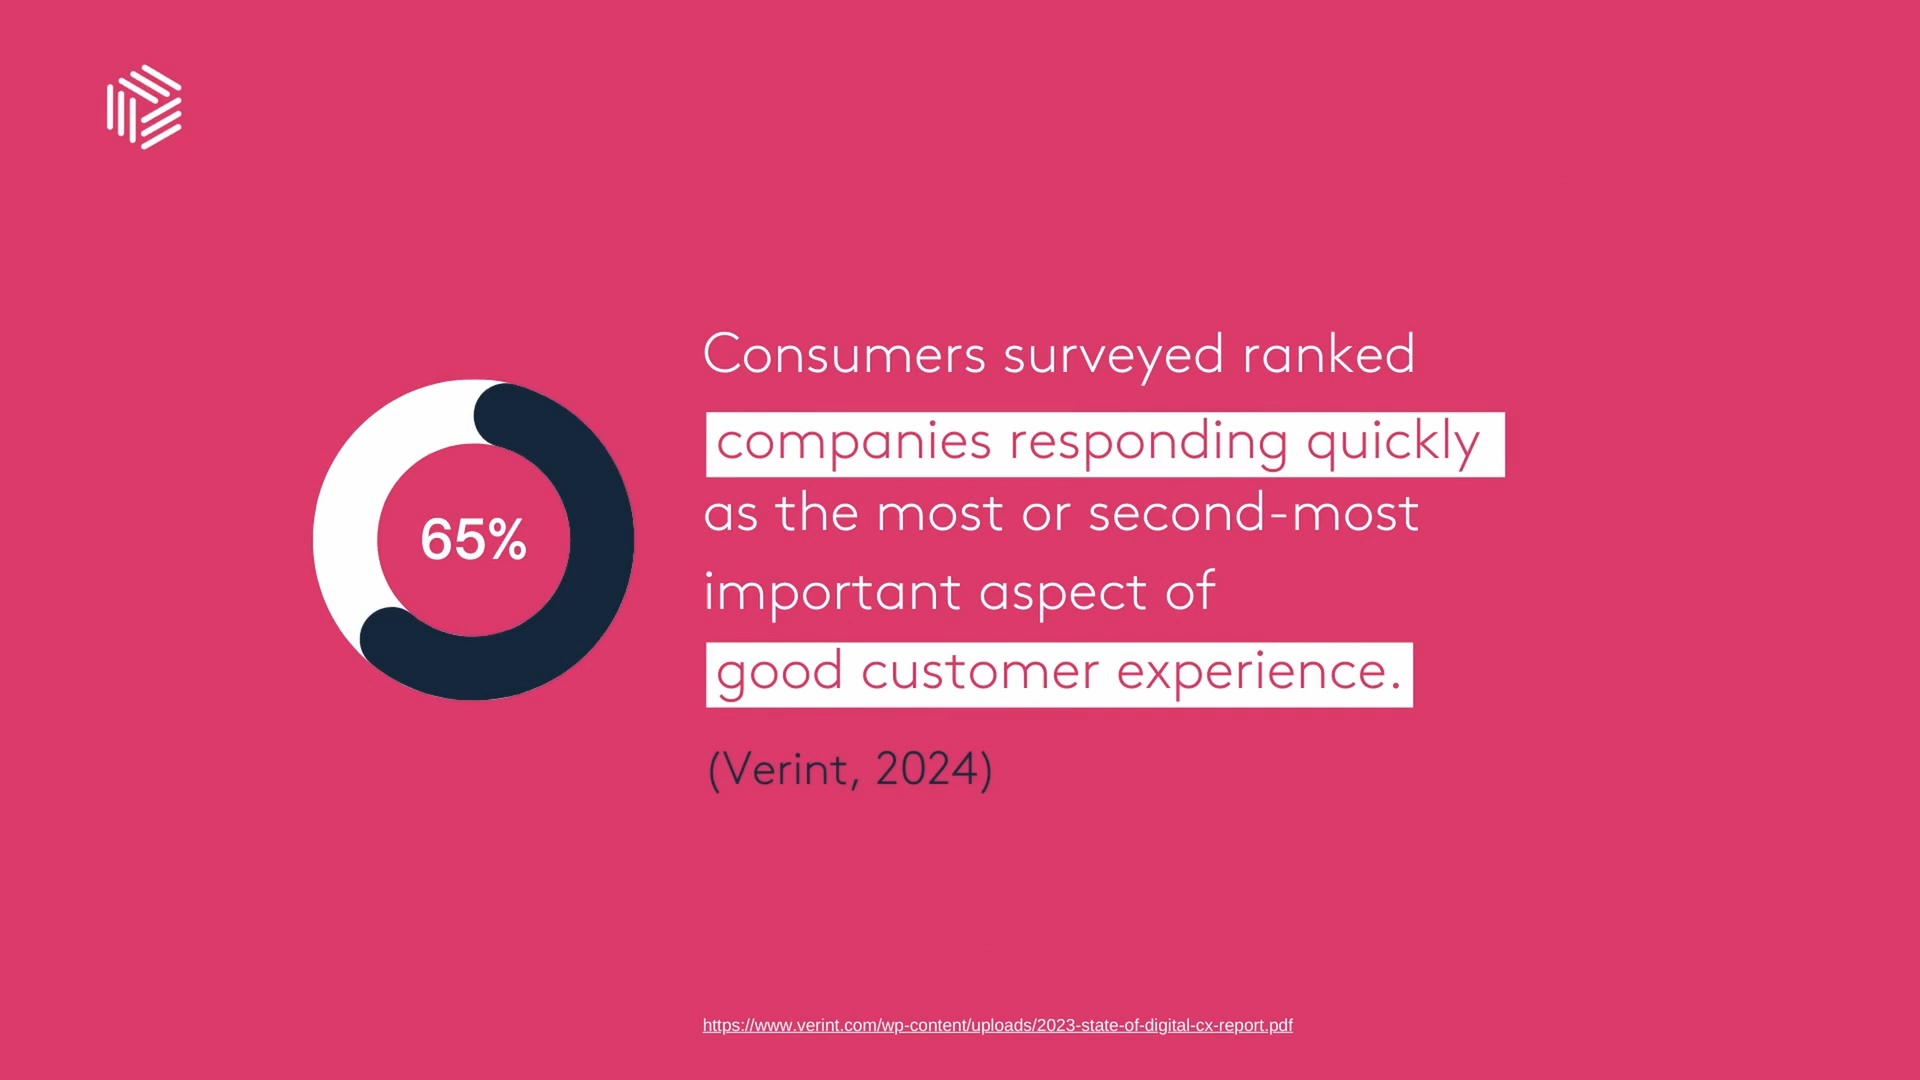 65%
Consumers surveyed ranked
companies responding quickly
as the most or second-most
important aspect of
good customer experience.
(Verint, 2024)
https://www.verint.com/wp-content/uploads/2023-state-of-digital-cx-report.pdf